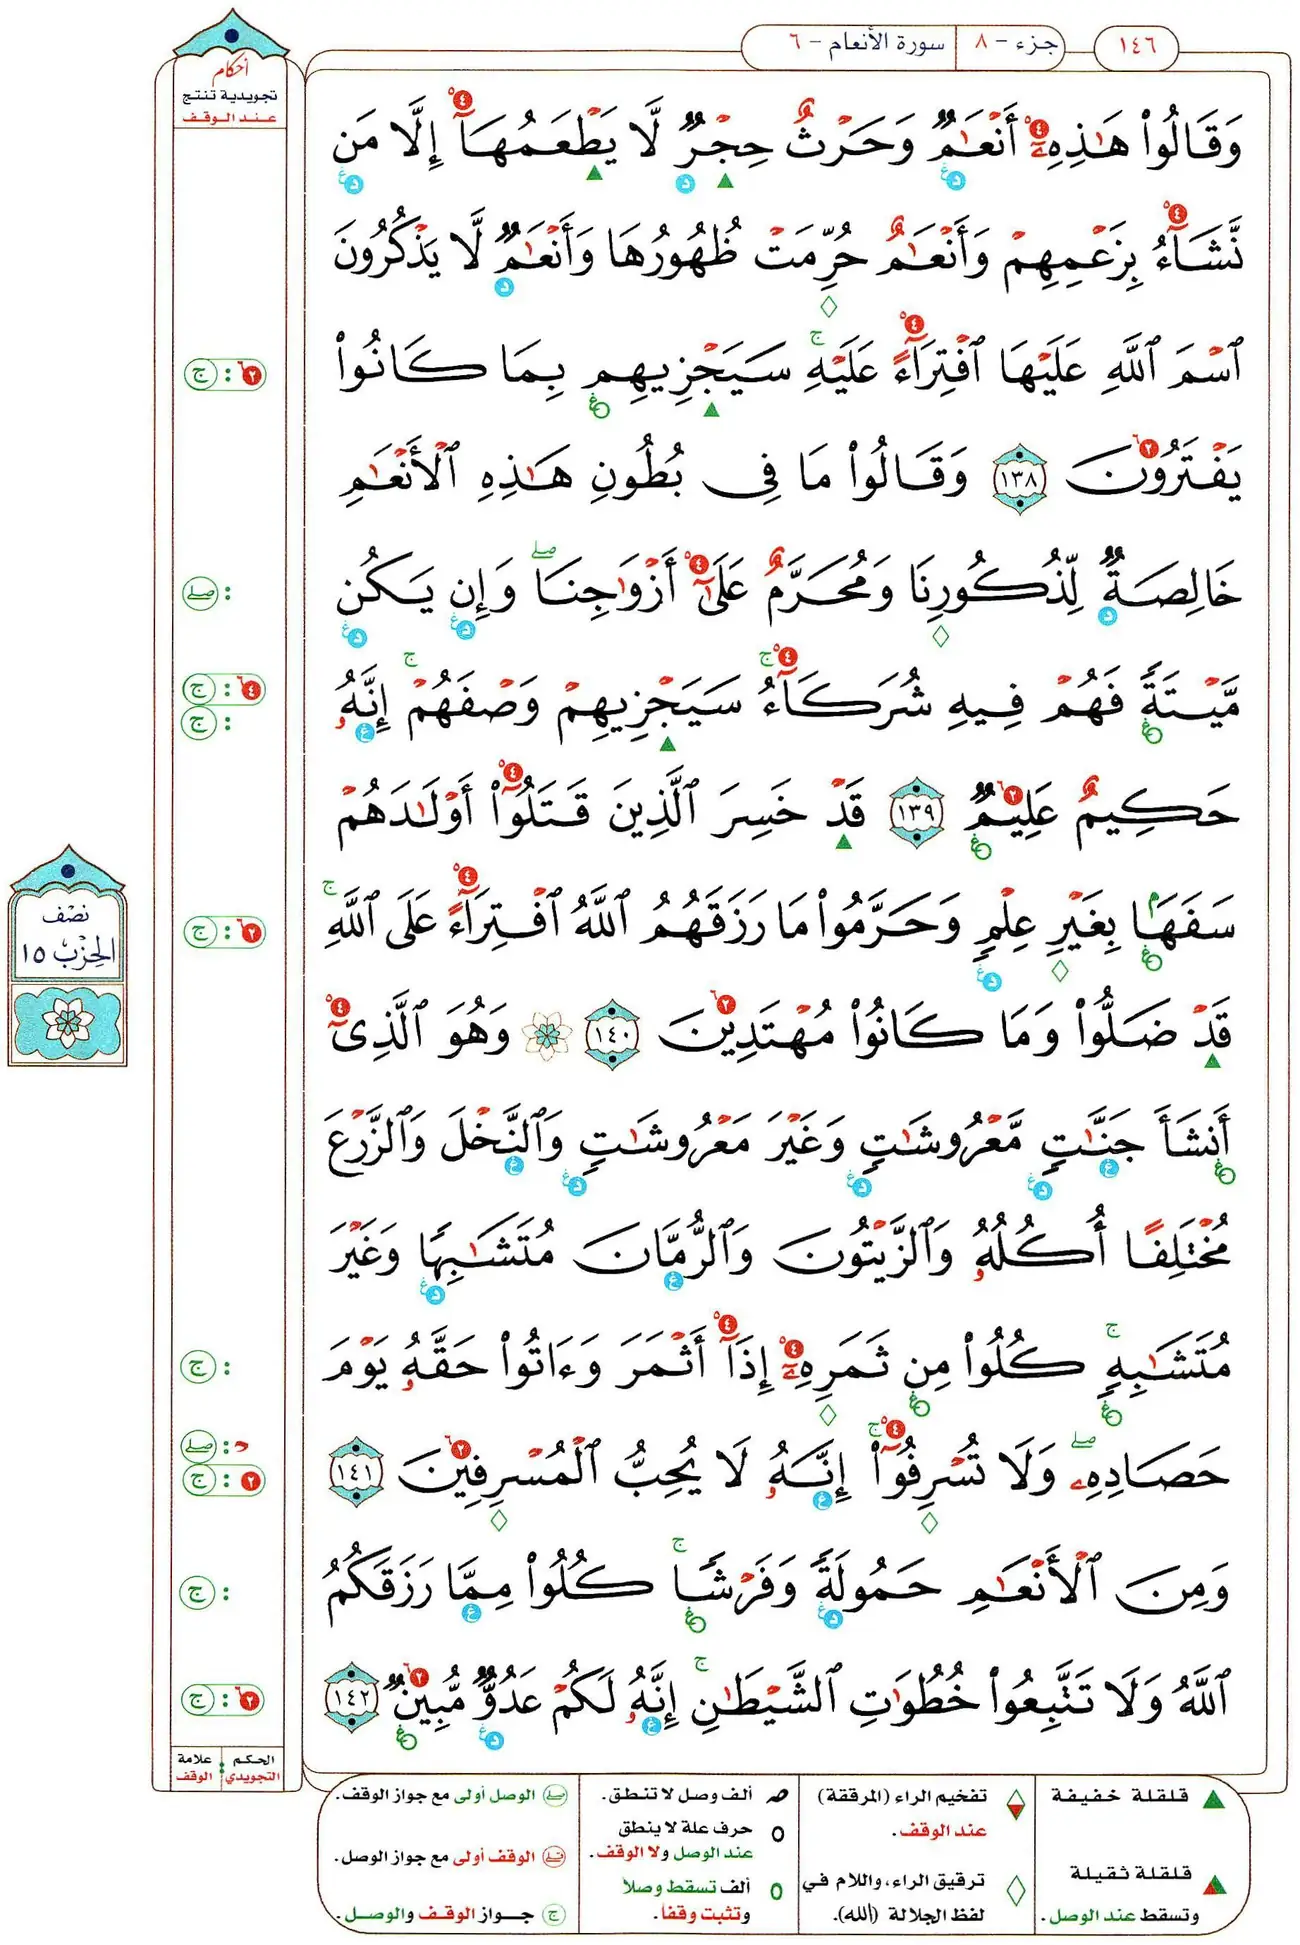 ١٤٦
جزء - ٨
سورة الأنعام - ٦
أحكام
تجويدية تنتج
عند الوقف
وَقَالُوا۟ هَـٰذِهِۦٓ أَنْعَـٰمٌ وَحَرْثٌ حِجْرٌ لَّا يَطْعَمُهَآ إِلَّا مَن
نَّشَآءُ بِزَعْمِهِمْ وَأَنْعَـٰمٌ حُرِّمَتْ ظُهُورُهَا وَأَنْعَـٰمٌ لَّا يَذْكُرُونَ
ٱسْمَ ٱللَّهِ عَلَيْهَا ٱفْتِرَآءً عَلَيْهِ ۚ سَيَجْزِيهِم بِمَا كَانُوا۟
يَفْتَرُونَ ١٣٨ وَقَالُوا۟ مَا فِى بُطُونِ هَـٰذِهِ ٱلْأَنْعَـٰمِ
خَالِصَةٌ لِّذُكُورِنَا وَمُحَرَّمٌ عَلَىٰٓ أَزْوَٰجِنَا ۖ وَإِن يَكُن
مَّيْتَةً فَهُمْ فِيهِ شُرَكَآءُ ۚ سَيَجْزِيهِمْ وَصْفَهُمْ ۚ إِنَّهُۥ
حَكِيمٌ عَلِيمٌ ١٣٩ قَدْ خَسِرَ ٱلَّذِينَ قَتَلُوٓا۟ أَوْلَـٰدَهُمْ
سَفَهًۢا بِغَيْرِ عِلْمٍ وَحَرَّمُوا۟ مَا رَزَقَهُمُ ٱللَّهُ ٱفْتِرَآءً عَلَى ٱللَّهِ ۚ
قَدْ ضَلُّوا۟ وَمَا كَانُوا۟ مُهْتَدِينَ ١٤٠ وَهُوَ ٱلَّذِىٓ
أَنشَأَ جَنَّـٰتٍ مَّعْرُوشَـٰتٍ وَغَيْرَ مَعْرُوشَـٰتٍ وَٱلنَّخْلَ وَٱلزَّرْعَ
مُخْتَلِفًا أُكُلُهُۥ وَٱلزَّيْتُونَ وَٱلرُّمَّانَ مُتَشَـٰبِهًا وَغَيْرَ
مُتَشَـٰبِهٍ ۚ كُلُوا۟ مِن ثَمَرِهِۦٓ إِذَآ أَثْمَرَ وَءَاتُوا۟ حَقَّهُۥ يَوْمَ
حَصَادِهِۦ ۖ وَلَا تُسْرِفُوٓا۟ ۚ إِنَّهُۥ لَا يُحِبُّ ٱلْمُسْرِفِينَ ١٤١
وَمِنَ ٱلْأَنْعَـٰمِ حَمُولَةً وَفَرْشًا ۚ كُلُوا۟ مِمَّا رَزَقَكُمُ
ٱللَّهُ وَلَا تَتَّبِعُوا۟ خُطُوَٰتِ ٱلشَّيْطَـٰنِ ۚ إِنَّهُۥ لَكُمْ عَدُوٌّ مُّبِينٌ ١٤٢
نصف
الحزب ١٥
الحكم التجويدي : علامة الوقف
قلقلة خفيفة
قلقلة ثقيلة
وتسقط عند الوصل.
تفخيم الراء (المرققة)
عند الوقف.
ترقيق الراء، واللام في
لفظ الجلالة (الله).
ألف وصل لا تنطق.
حرف علة لا ينطق
عند الوصل ولا الوقف.
ألف تسقط وصلاً
وتثبت وقفاً.
صلى الوصل أولى مع جواز الوقف.
قلى الوقف أولى مع جواز الوصل.
ج جواز الوقف والوصل.